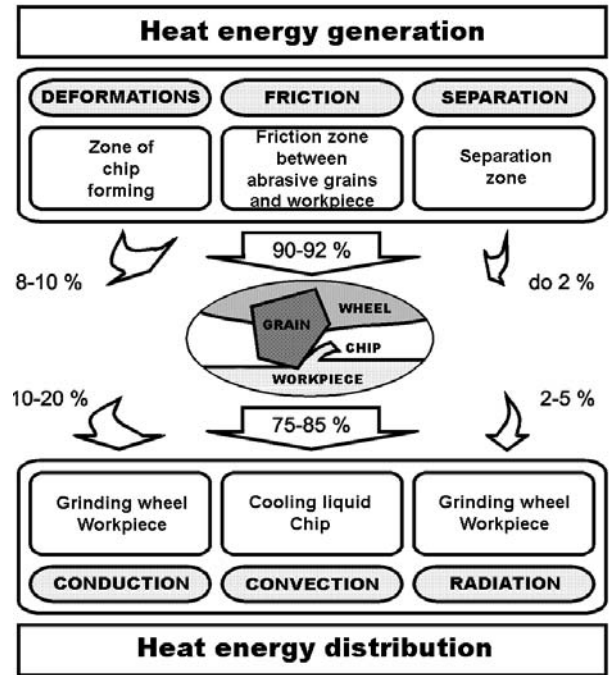 Heat energy generation
DEFORMATIONS
FRICTION
SEPARATION
Zone of
chip
forming
Friction zone
between
abrasive grains
and workpiece
Separation
zone
8-10 %
90-92 %
do 2 %
WHEEL
GRAIN
CHIP
WORKPIECE
10-20 %
75-85 %
2-5 %
Grinding wheel
Workpiece
Cooling liquid
Chip
Grinding wheel
Workpiece
CONDUCTION
CONVECTION
RADIATION
Heat energy distribution